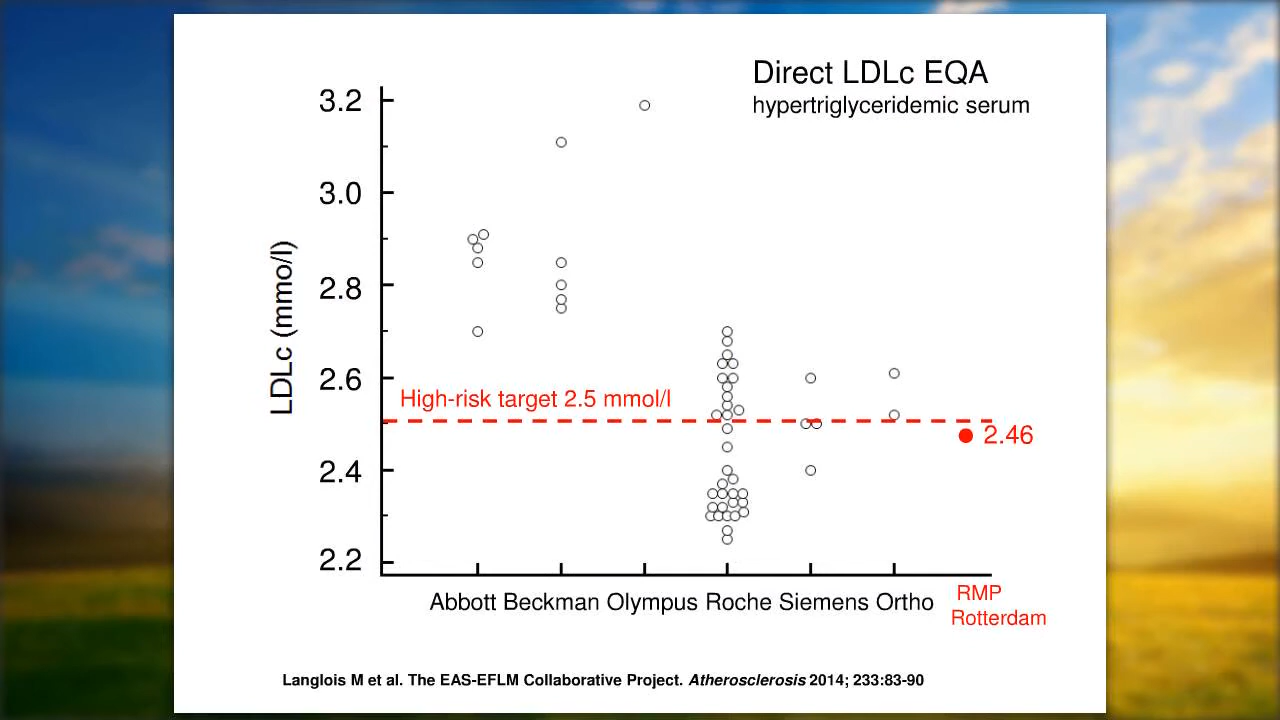 Direct LDLc EQA
hypertriglyceridemic serum
3.2
3.0
2.8
2.6
2.4
2.2
LDLc (mmo/l)
High-risk target 2.5 mmol/l
2.46
Abbott Beckman Olympus Roche Siemens Ortho
RMP
Rotterdam
Langlois M et al. The EAS-EFLM Collaborative Project. Atherosclerosis 2014; 233:83-90